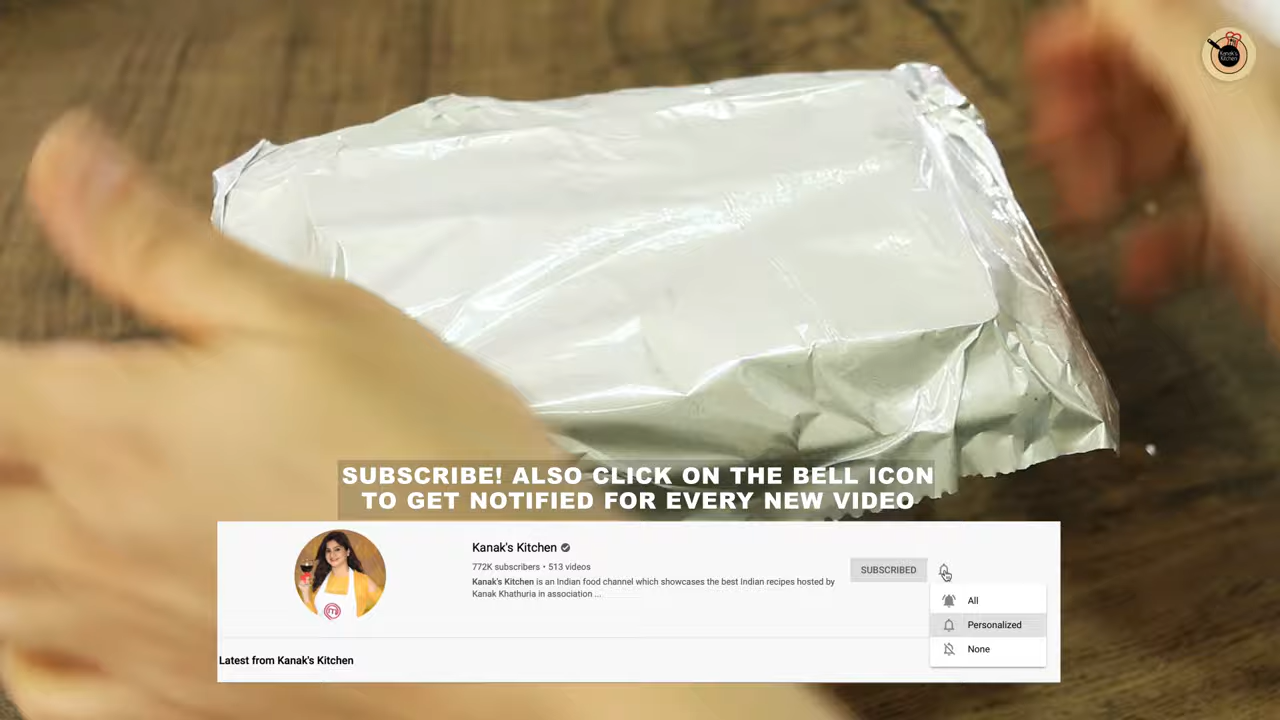 Kanak's
Kitchen
SUBSCRIBE! ALSO CLICK ON THE BELL ICON
TO GET NOTIFIED FOR EVERY NEW VIDEO
Kanak's Kitchen
772K subscribers • 513 videos
SUBSCRIBED
Kanak's Kitchen is an Indian food channel which showcases the best Indian recipes hosted by
Kanak Khathuria in association ...
All
Personalized
None
Latest from Kanak's Kitchen